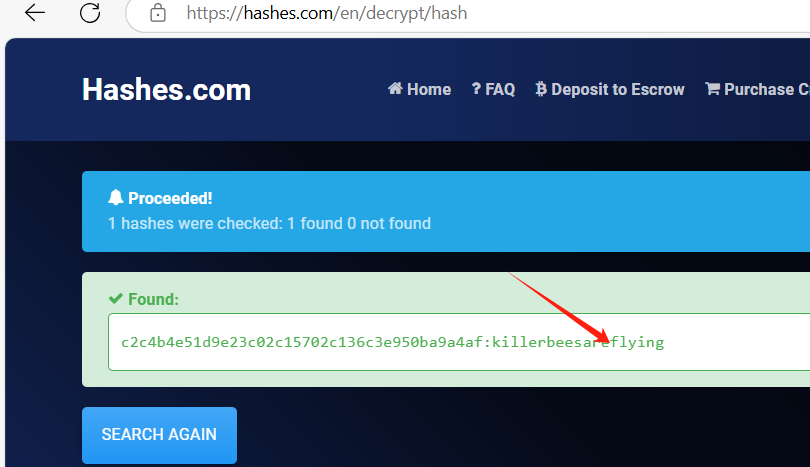 https://hashes.com/en/decrypt/hash
Hashes.com
Home
? FAQ
Deposit to Escrow
Purchase C
Proceeded!
1 hashes were checked: 1 found 0 not found
Found:
c2c4b4e51d9e23c02c15702c136c3e950ba9a4af:killerbeesareflying
SEARCH AGAIN